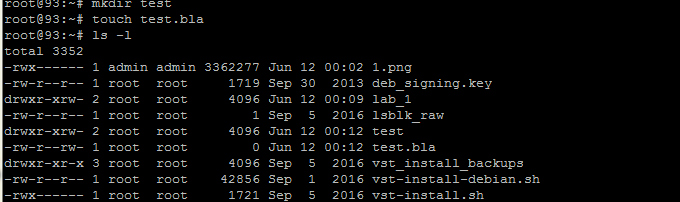 root@93:~# mkdir test
root@93:~# touch test.bla
root@93:~# ls -l
total 3352
-rwx------ 1 admin admin 3362277 Jun 12 00:02 1.png
-rw-r--r-- 1 root  root     1719 Sep 30  2013 deb_signing.key
drwxr-xrw- 2 root  root     4096 Jun 12 00:09 lab_1
-rw-r--r-- 1 root  root        1 Sep  5  2016 lsblk_raw
drwxr-xrw- 2 root  root     4096 Jun 12 00:12 test
-rw-r--rw- 1 root  root        0 Jun 12 00:12 test.bla
drwxr-xr-x 3 root  root     4096 Sep  5  2016 vst_install_backups
-rw-r--r-- 1 root  root    42856 Sep  1  2016 vst-install-debian.sh
-rwx------ 1 root  root     1721 Sep  5  2016 vst-install.sh